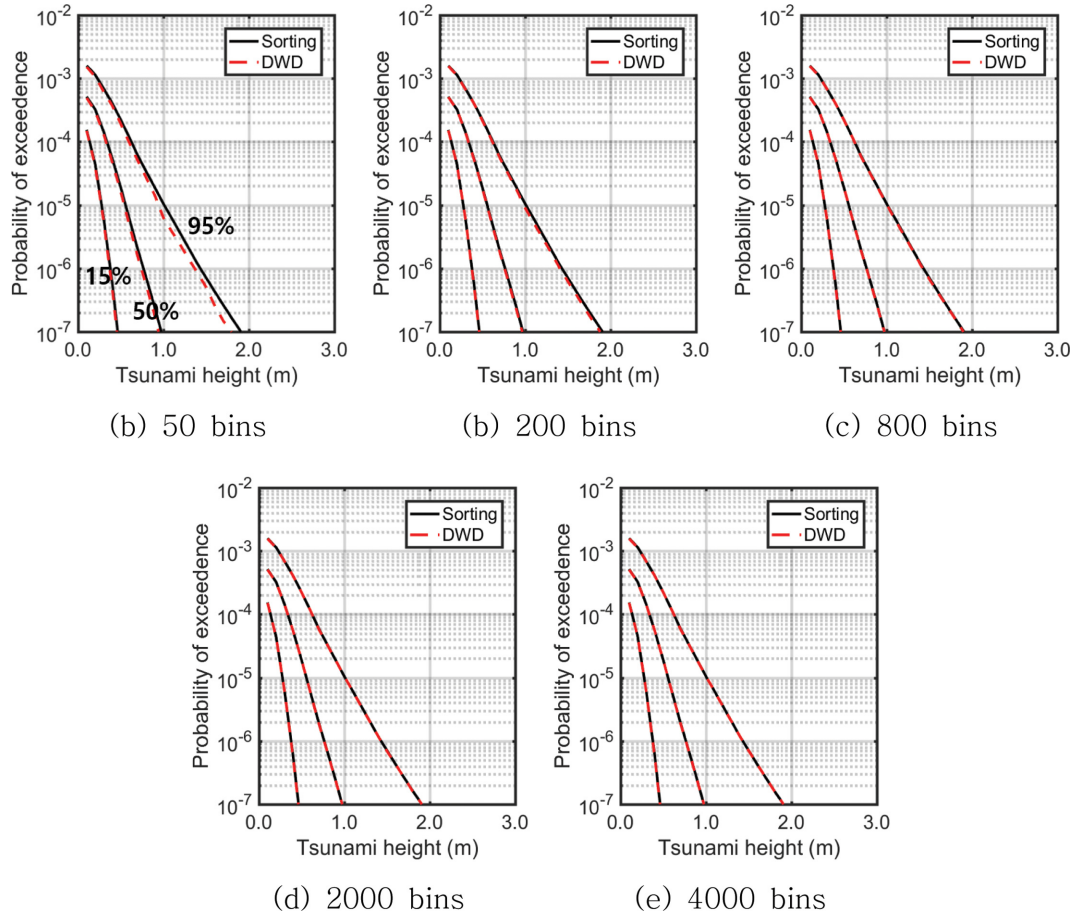 10-2
10-3
10-4
10-5
10-6
10-7
Probability of exceedence
Sorting
DWD
95%
15%
50%
0.0 1.0 2.0 3.0
Tsunami height (m)
(b) 50 bins
10-2
10-3
10-4
10-5
10-6
10-7
Probability of exceedence
Sorting
DWD
0.0 1.0 2.0 3.0
Tsunami height (m)
(b) 200 bins
10-2
10-3
10-4
10-5
10-6
10-7
Probability of exceedence
Sorting
DWD
0.0 1.0 2.0 3.0
Tsunami height (m)
(c) 800 bins
10-2
10-3
10-4
10-5
10-6
10-7
Probability of exceedence
Sorting
DWD
0.0 1.0 2.0 3.0
Tsunami height (m)
(d) 2000 bins
10-2
10-3
10-4
10-5
10-6
10-7
Probability of exceedence
Sorting
DWD
0.0 1.0 2.0 3.0
Tsunami height (m)
(e) 4000 bins